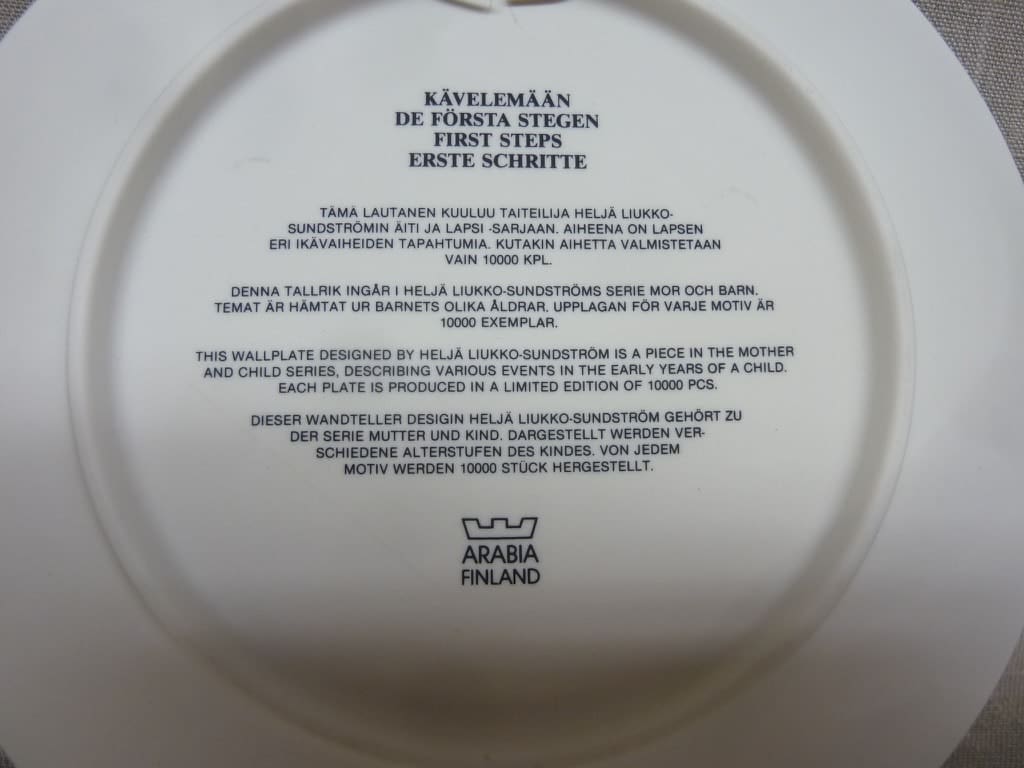 KÄVELEMÄÄN
DE FÖRSTA STEGEN
FIRST STEPS
ERSTE SCHRITTE
TÄMÄ LAUTANEN KUULUU TAITEILIJA HELJÄ LIUKKO-
SUNDSTRÖMIN ÄITI JA LAPSI -SARJAAN. AIHEENA ON LAPSEN
ERI IKÄVAIHEIDEN TAPAHTUMIA. KUTAKIN AIHETTA VALMISTETAAN
VAIN 10000 KPL.
DENNA TALLRIK INGÅR I HELJÄ LIUKKO-SUNDSTRÖMS SERIE MOR OCH BARN.
TEMAT ÄR HÄMTAT UR BARNETS OLIKA ÅLDRAR. UPPLAGAN FÖR VARJE MOTIV ÄR
10000 EXEMPLAR.
THIS WALLPLATE DESIGNED BY HELJÄ LIUKKO-SUNDSTRÖM IS A PIECE IN THE MOTHER
AND CHILD SERIES, DESCRIBING VARIOUS EVENTS IN THE EARLY YEARS OF A CHILD.
EACH PLATE IS PRODUCED IN A LIMITED EDITION OF 10000 PCS.
DIESER WANDTELLER DESIGIN HELJÄ LIUKKO-SUNDSTRÖM GEHÖRT ZU
DER SERIE MUTTER UND KIND. DARGESTELLT WERDEN VER-
SCHIEDENE ALTERSTUFEN DES KINDES. VON JEDEM
MOTIV WERDEN 10000 STÜCK HERGESTELLT.
ARABIA
FINLAND